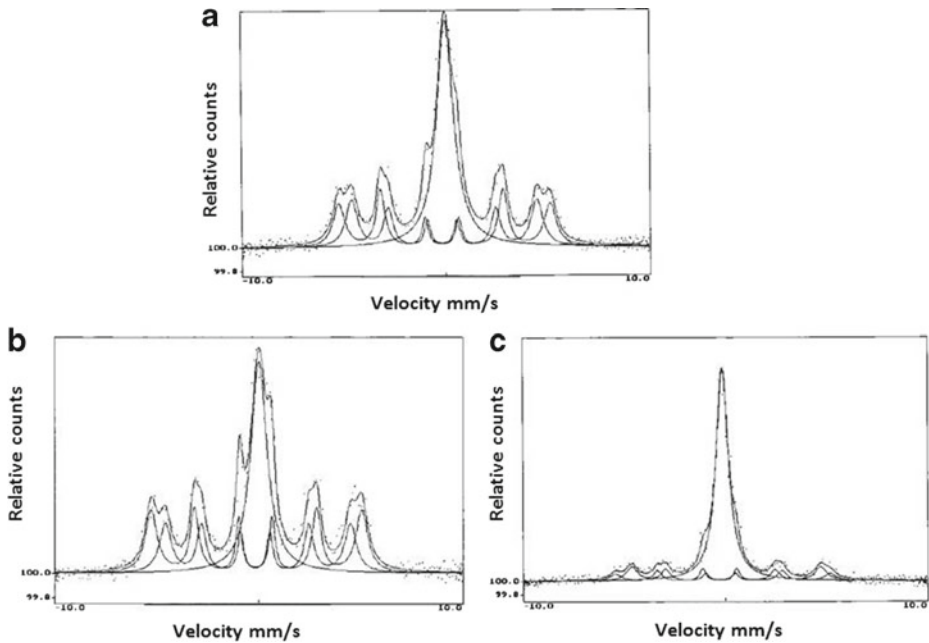 a
Relative counts
100.0
99.8
-10.0
10.0
Velocity mm/s
b
Relative counts
100.0
99.8
-10.0
10.0
Velocity mm/s
c
Relative counts
100.0
99.8
-10.0
10.0
Velocity mm/s